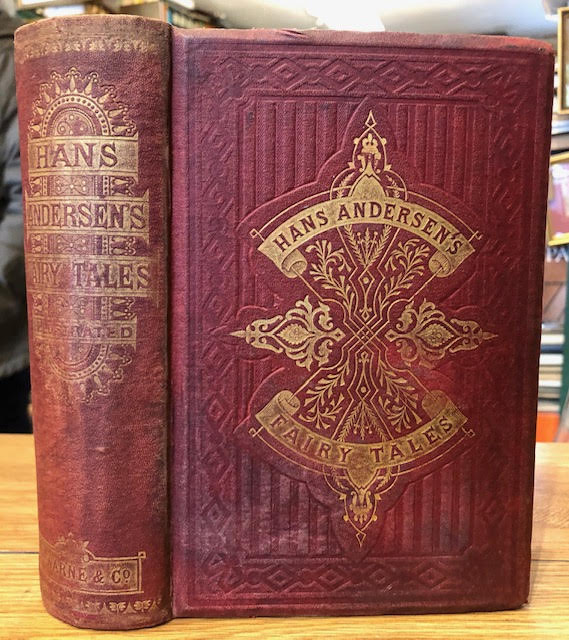 HANS
ANDERSEN'S
FAIRY TALES
ILLUSTRATED
WARNE & Co
HANS ANDERSEN'S
FAIRY TALES